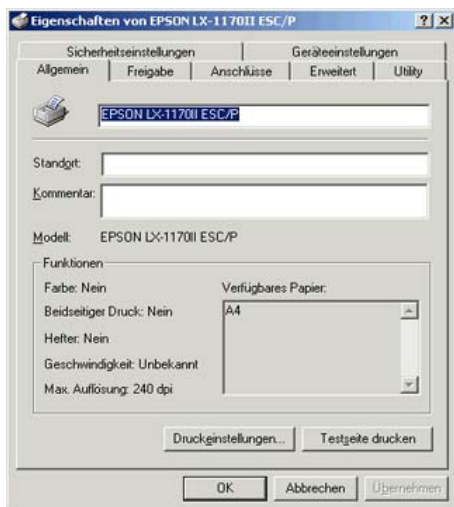 Eigenschaften von EPSON LX-1170II ESC/P
Sicherheitseinstellungen Geräteeinstellungen
Allgemein Freigabe Anschlüsse Erweitert Utility
EPSON LX-1170II ESC/P
Standort:
Kommentar:
Modell: EPSON LX-1170II ESC/P
Funktionen
Farbe: Nein Verfügbares Papier:
Beidseitiger Druck: Nein A4
Hefter: Nein
Geschwindigkeit: Unbekannt
Max. Auflösung: 240 dpi
Druckeinstellungen... Testseite drucken
OK Abbrechen Übernehmen